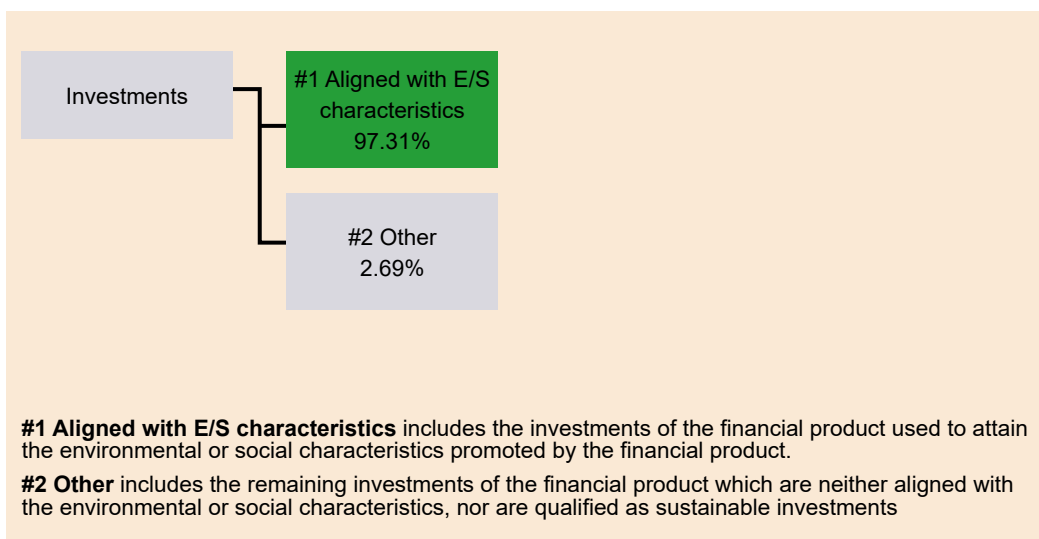 Investments
#1 Aligned with E/S
characteristics
97.31%
#2 Other
2.69%
#1 Aligned with E/S characteristics includes the investments of the financial product used to attain
the environmental or social characteristics promoted by the financial product.
#2 Other includes the remaining investments of the financial product which are neither aligned with
the environmental or social characteristics, nor are qualified as sustainable investments